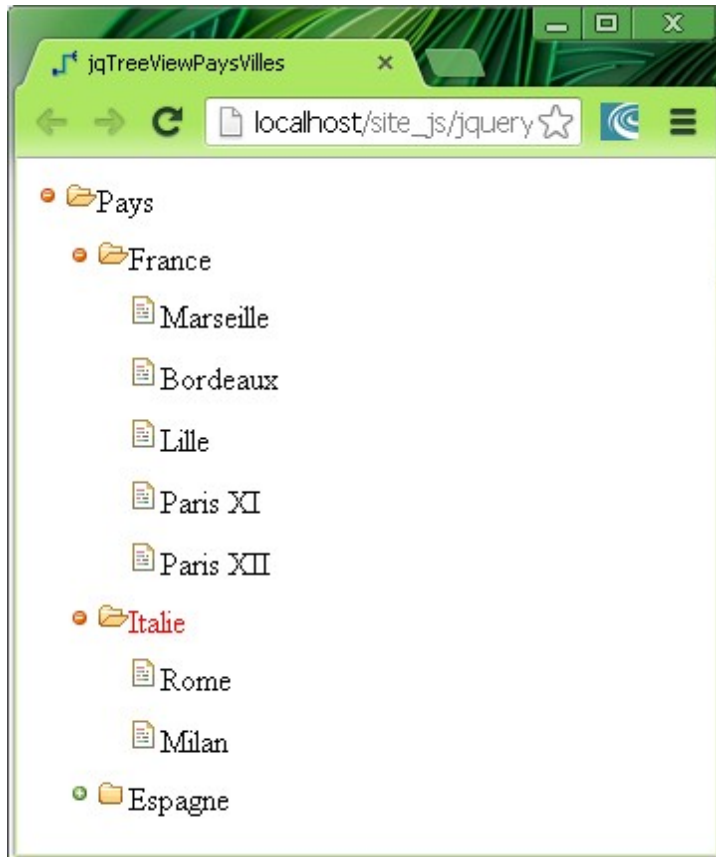 jqTreeViewPaysVilles
localhost/site_js/jquery
Pays
France
Marseille
Bordeaux
Lille
Paris XI
Paris XII
Italie
Rome
Milan
Espagne